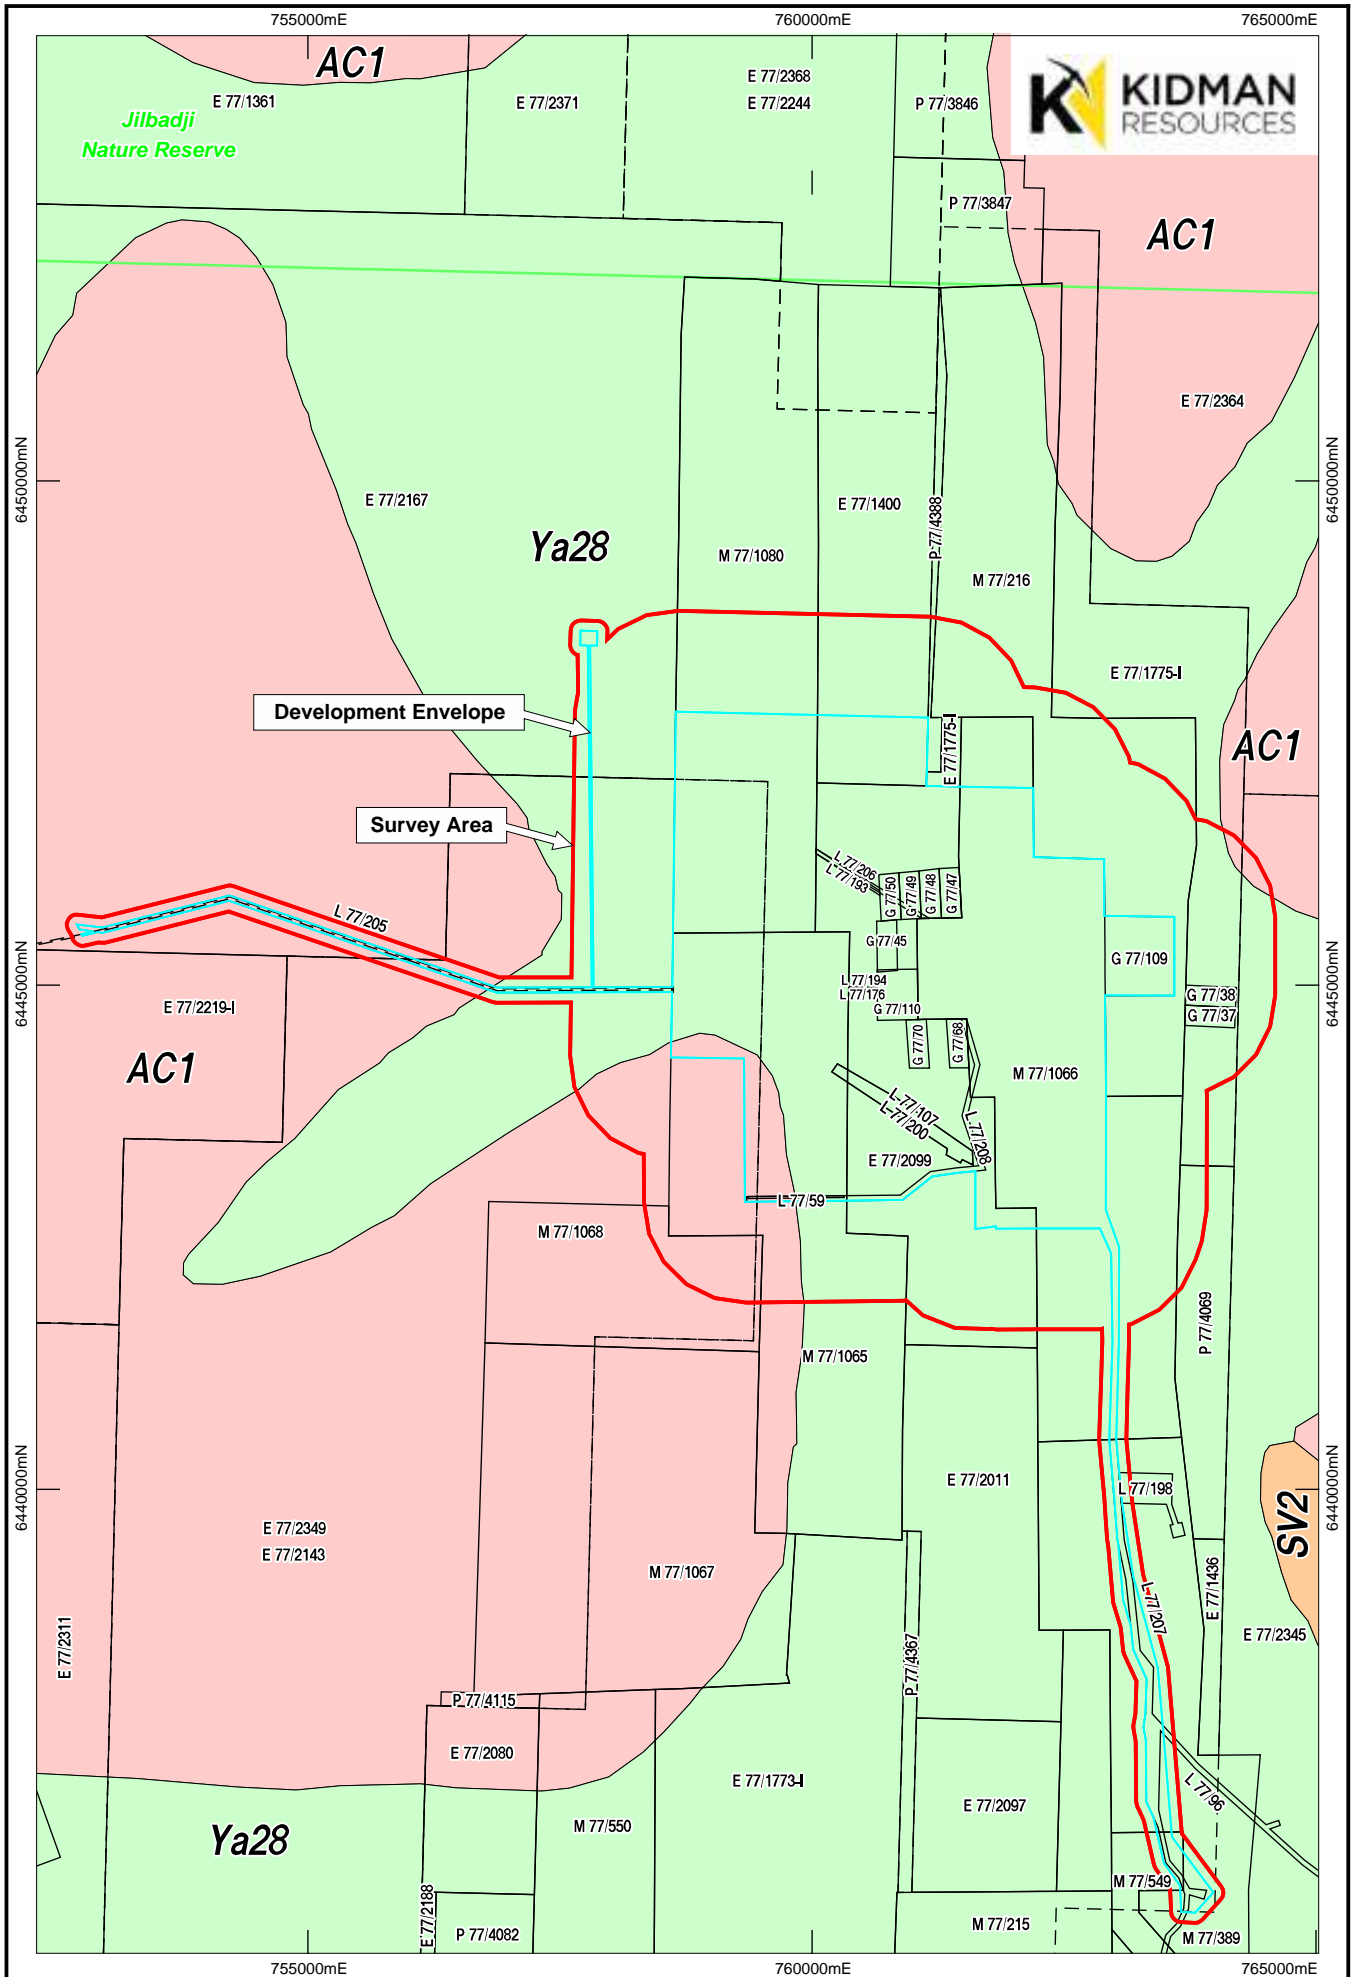 755000mE
760000mE
765000mE
AC1
E 77/1361
E 77/2371
E 77/2368
E 77/2244
P 77/3846
KIDMAN
RESOURCES
Jilbadji
Nature Reserve
P 77/3847
AC1
E 77/2364
6450000mN
6450000mN
E 77/2167
E 77/1400
P 77/4388
Ya28
M 77/1080
M 77/216
E 77/1775-I
Development Envelope
E 77/1775-I
AC1
Survey Area
L 77/206
L 77/193
G 77/50
G 77/49
G 77/48
G 77/47
L 77/205
G 77/45
G 77/109
L 77/194
L 77/176
G 77/110
G 77/38
G 77/37
6445000mN
6445000mN
E 77/2219-I
G 77/70
G 77/68
AC1
M 77/1066
L 77/107
L 77/200
L 77/208
E 77/2099
L 77/59
M 77/1068
P 77/4069
M 77/1065
E 77/2011
L 77/198
6440000mN
6440000mN
SV2
E 77/2349
E 77/2143
M 77/1067
L 77/207
E 77/1436
E 77/2311
E 77/2345
P 77/4367
P 77/4115
E 77/2080
E 77/1773-I
L 77/96
E 77/2097
M 77/550
Ya28
M 77/549
E 77/2188
P 77/4082
M 77/215
M 77/389
755000mE
760000mE
765000mE